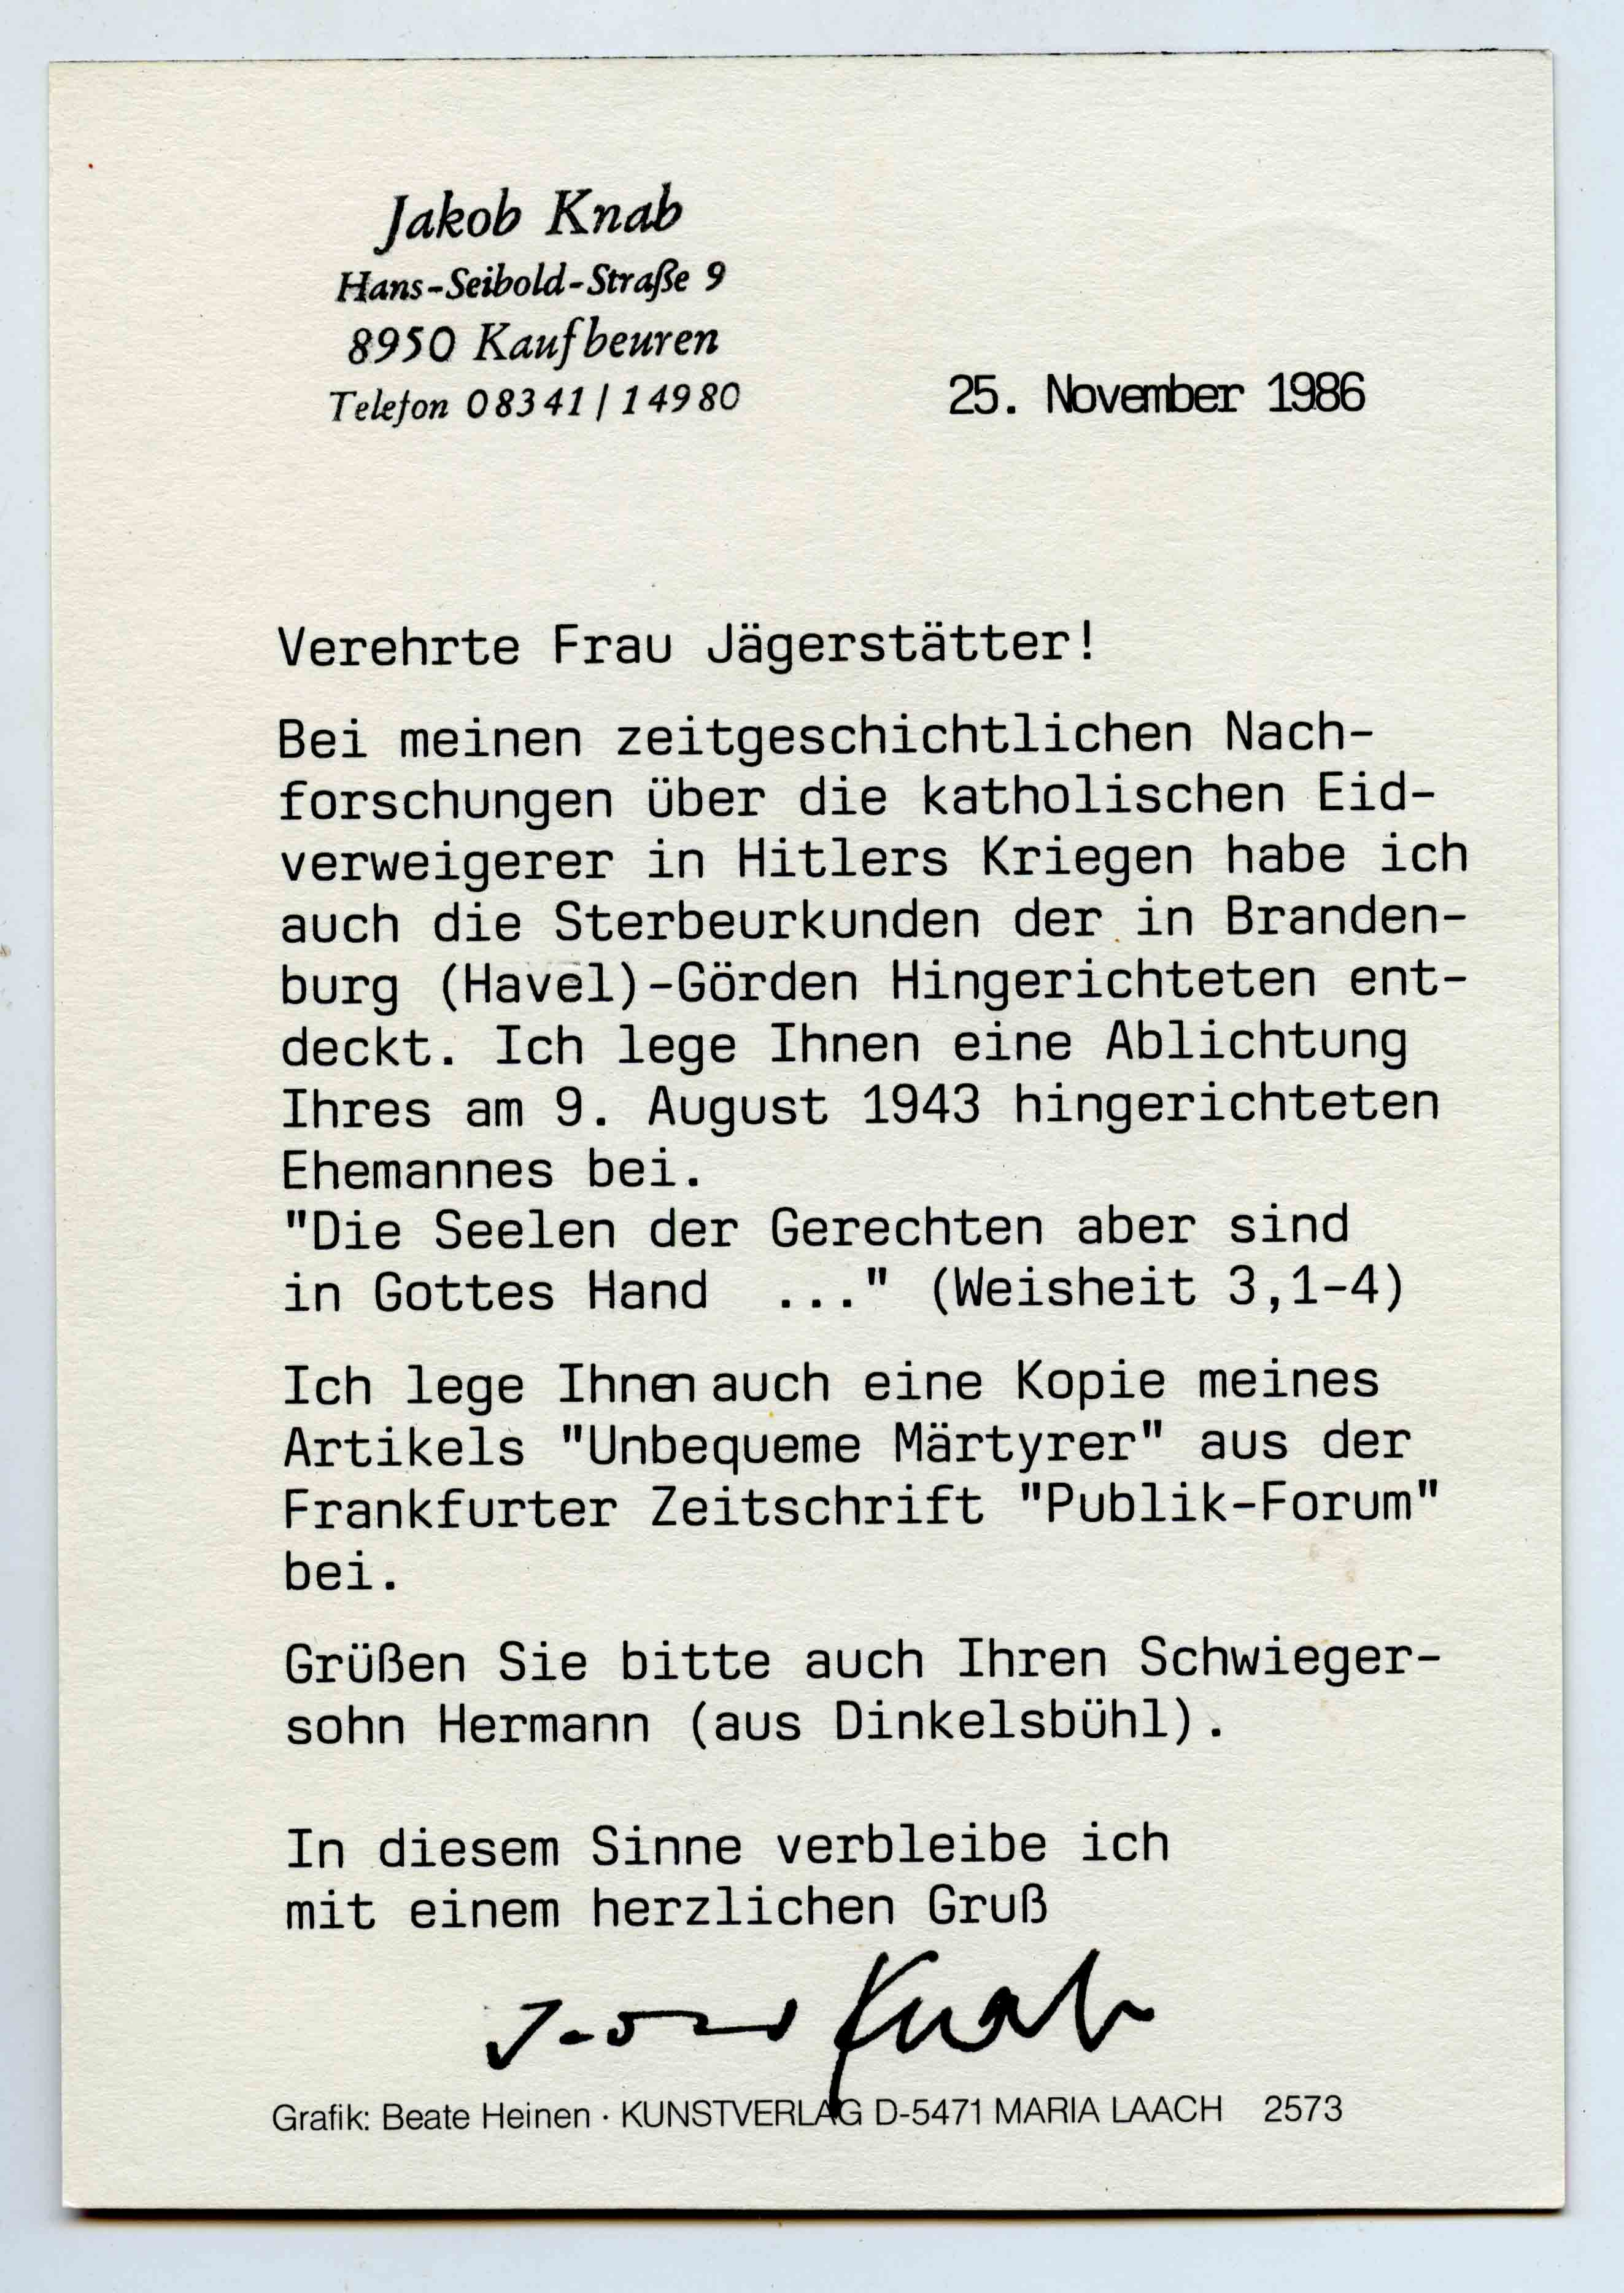 Jakob Knab
Hans-Seibold-Straße 9
8950 Kaufbeuren
Telefon 08341/14980
25. November 1986
Verehrte Frau Jägerstätter!
Bei meinen zeitgeschichtlichen Nach-
forschungen über die katholischen Eid-
verweigerer in Hitlers Kriegen habe ich
auch die Sterbeurkunden der in Branden-
burg (Havel)-Görden Hingerichteten ent-
deckt. Ich lege Ihnen eine Ablichtung
Ihres am 9. August 1943 hingerichteten
Ehemannes bei.
"Die Seelen der Gerechten aber sind
in Gottes Hand ..." (Weisheit 3,1-4)
Ich lege Ihnen auch eine Kopie meines
Artikels "Unbequeme Märtyrer" aus der
Frankfurter Zeitschrift "Publik-Forum"
bei.
Grüßen Sie bitte auch Ihren Schwieger-
sohn Hermann (aus Dinkelsbühl).
In diesem Sinne verbleibe ich
mit einem herzlichen Gruß
Jakob Knab
Grafik: Beate Heinen · KUNSTVERLAG D-5471 MARIA LAACH 2573